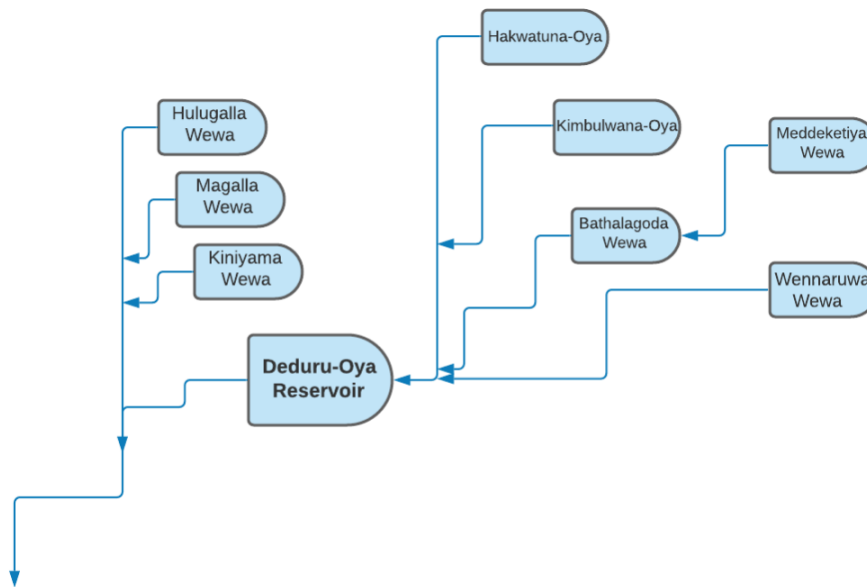 Hakwatuna-Oya
Hulugalla
Wewa
Kimbulwana-Oya
Meddeketiya
Wewa
Magalla
Wewa
Bathalagoda
Wewa
Kiniyama
Wewa
Wennaruwa
Wewa
Deduru-Oya
Reservoir